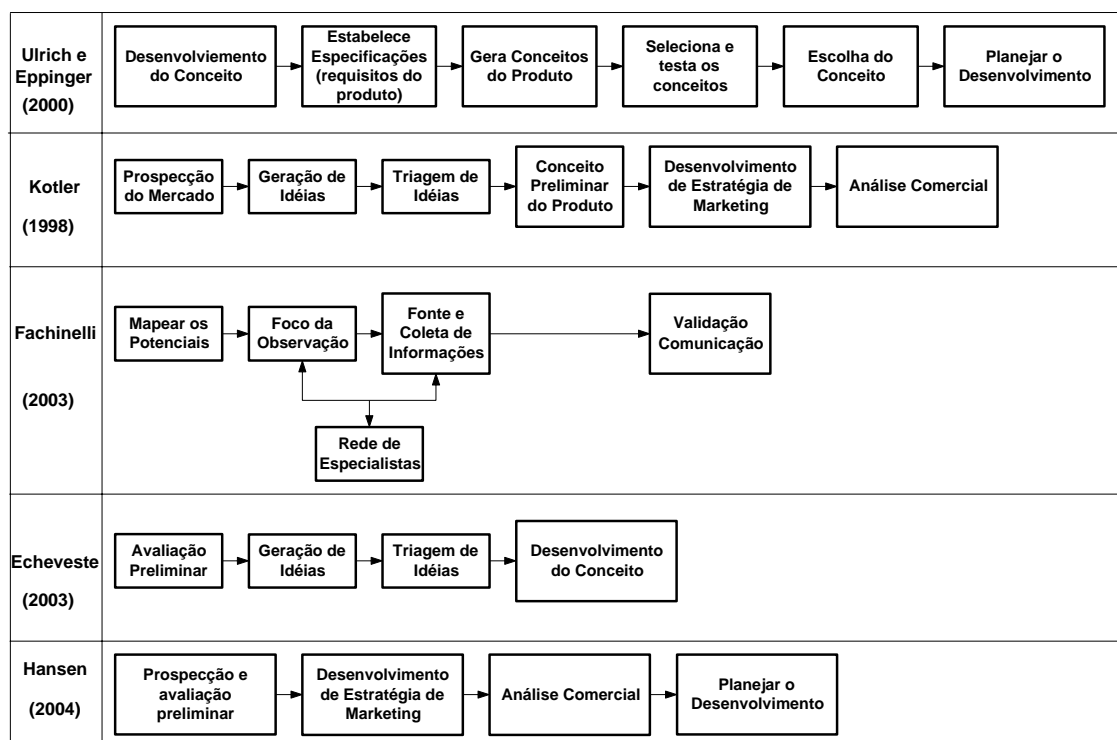 Ulrich e
Eppinger
(2000)
Desenvolviemento
do Conceito
Estabelece
Especificações
(requisitos do
produto)
Gera Conceitos
do Produto
Seleciona e
testa os
conceitos
Escolha do
Conceito
Planejar o
Desenvolvimento
Kotler
(1998)
Prospecção
do Mercado
Geração de
Idéias
Triagem de
Idéias
Conceito
Preliminar
do Produto
Desenvolvimento
de Estratégia de
Marketing
Análise Comercial
Fachinelli
(2003)
Mapear os
Potenciais
Foco da
Observação
Fonte e
Coleta de
Informações
Validação
Comunicação
Rede de
Especialistas
Echeveste
(2003)
Avaliação
Preliminar
Geração de
Idéias
Triagem de
Idéias
Desenvolvimento
do Conceito
Hansen
(2004)
Prospecção e
avaliação
preliminar
Desenvolvimento
de Estratégia de
Marketing
Análise Comercial
Planejar o
Desenvolvimento